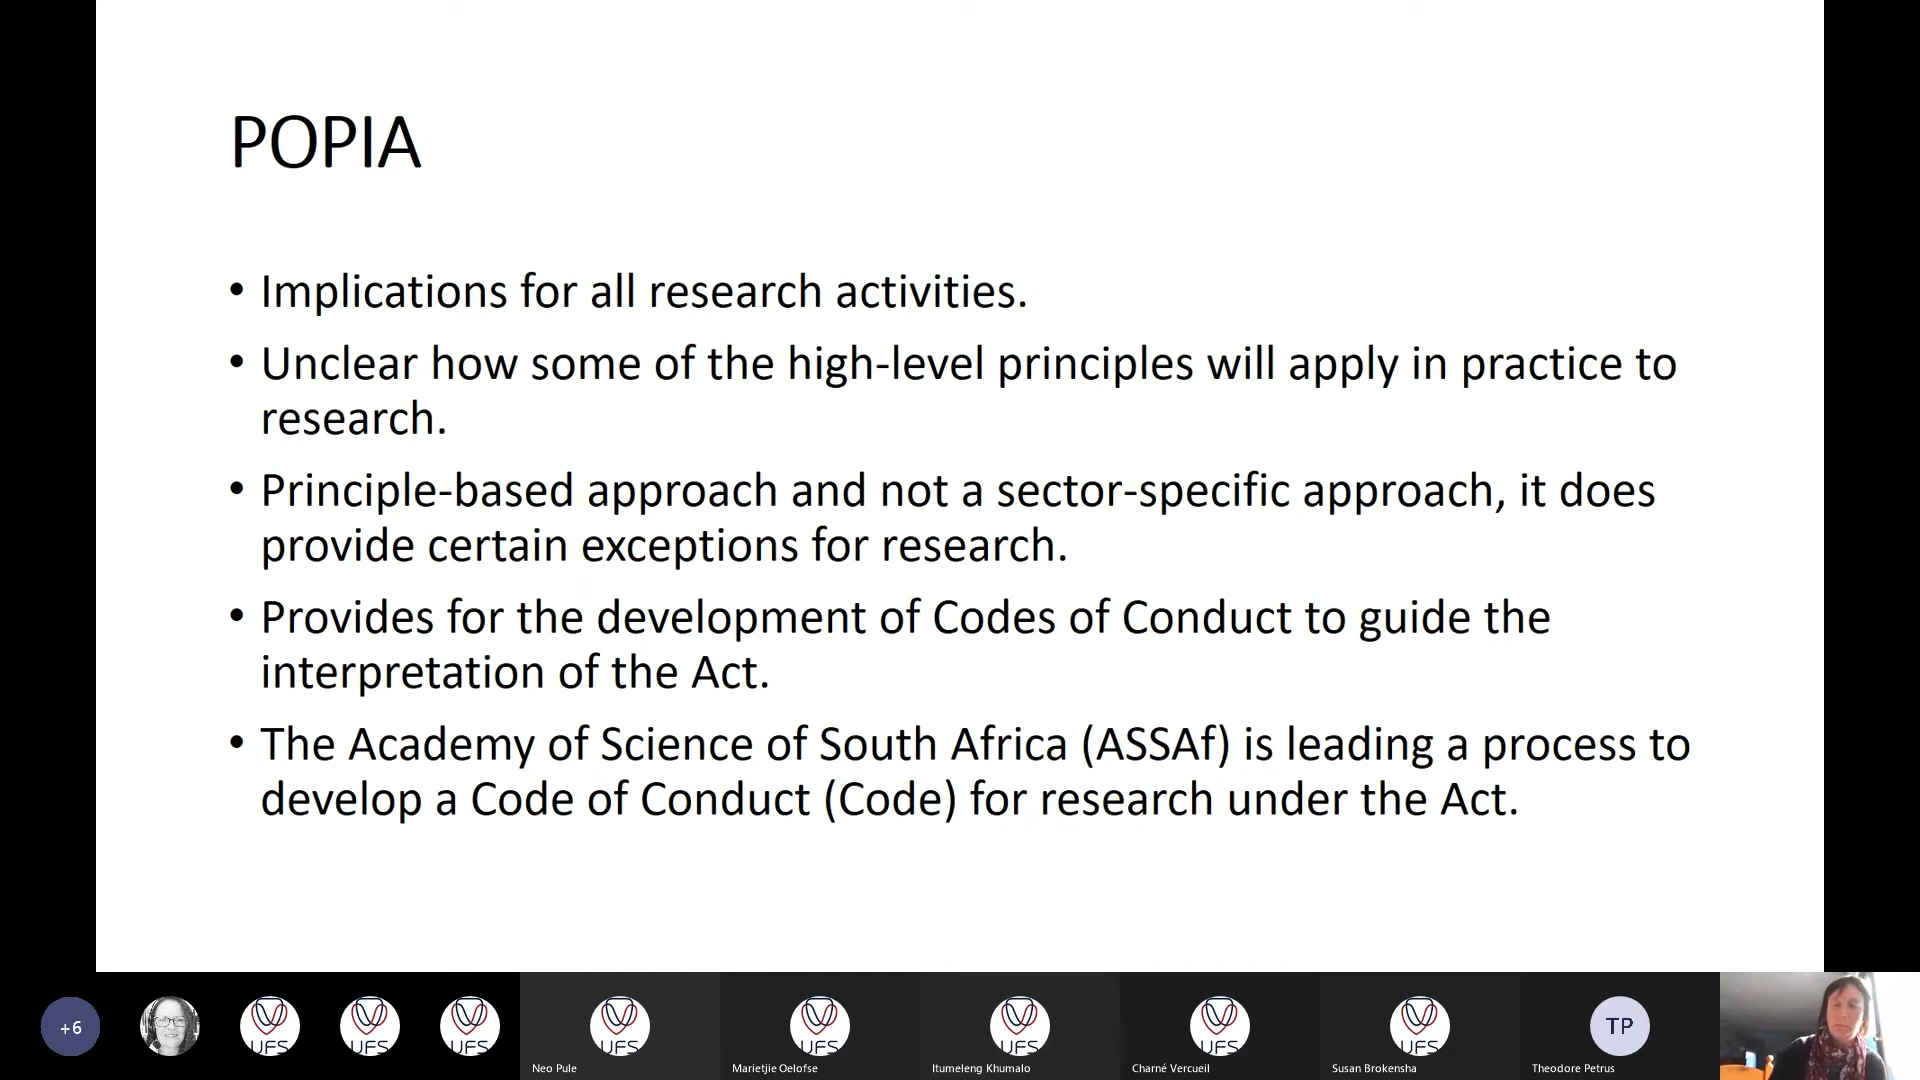 POPIA
• Implications for all research activities.
• Unclear how some of the high-level principles will apply in practice to
research.
• Principle-based approach and not a sector-specific approach, it does
provide certain exceptions for research.
• Provides for the development of Codes of Conduct to guide the
interpretation of the Act.
• The Academy of Science of South Africa (ASSAf) is leading a process to
develop a Code of Conduct (Code) for research under the Act.
+6
UFS
UFS
UFS
UFS
UFS
UFS
UFS
UFS
TP
Neo Pule
Marietjie Oelofse
Itumeleng Khumalo
Charné Vercueil
Susan Brokensha
Theodore Petrus